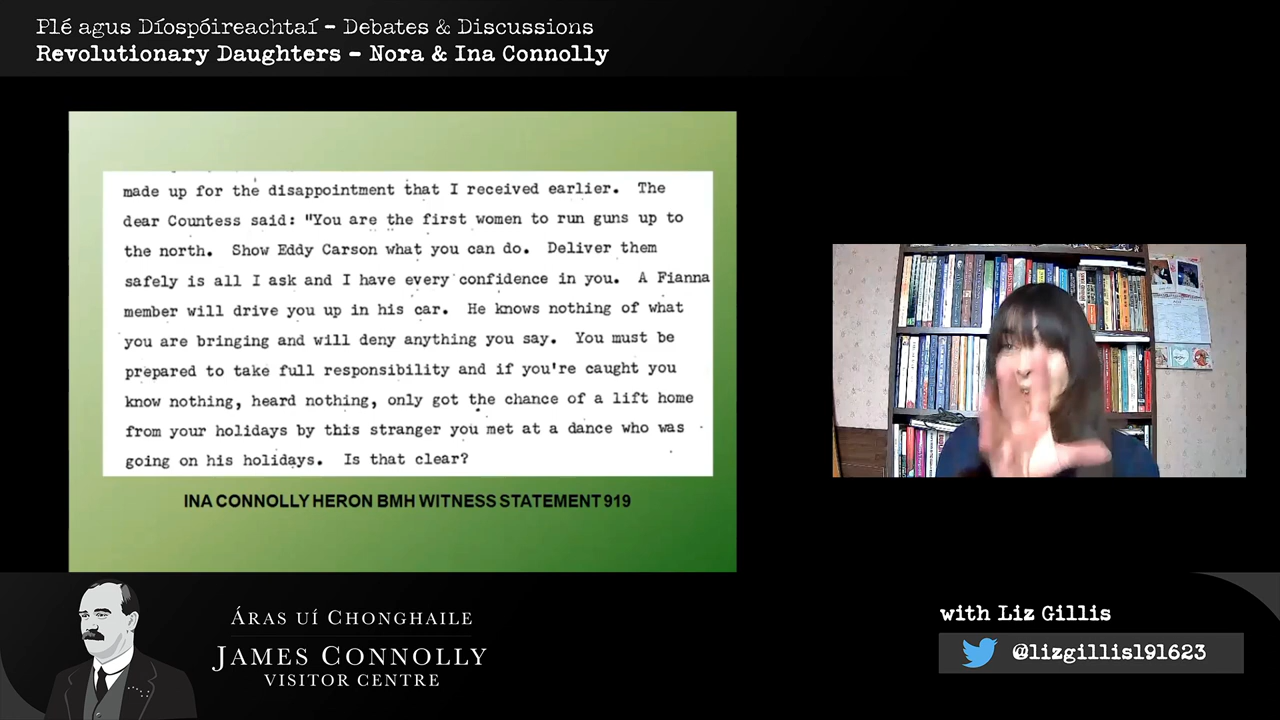 Plé agus Díospóireachtaí – Debates & Discussions
Revolutionary Daughters – Nora & Ina Connolly
made up for the disappointment that I received earlier. The
dear Countess said: "You are the first women to run guns up to
the north. Show Eddy Carson what you can do. Deliver them
safely is all I ask and I have every confidence in you. A Fianna
member will drive you up in his car. He knows nothing of what
you are bringing and will deny anything you say. You must be
prepared to take full responsibility and if you're caught you
know nothing, heard nothing, only got the chance of a lift home
from your holidays by this stranger you met at a dance who was
going on his holidays. Is that clear?
INA CONNOLLY HERON BMH WITNESS STATEMENT 919
ÁRAS UÍ CHONGHAILE
JAMES CONNOLLY
VISITOR CENTRE
with Liz Gillis
@lizgillis191623